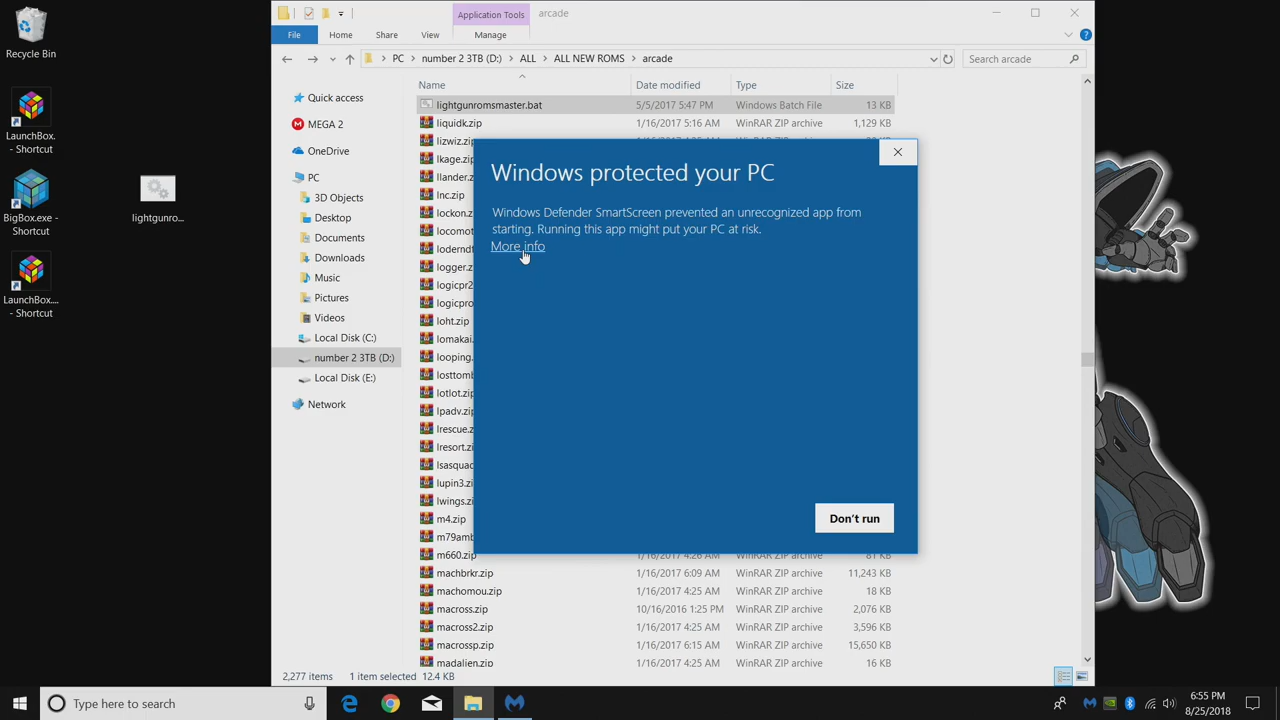 Recycle Bin
LaunchBox. - Shortcut
BigBox.exe - Shortcut
LaunchBox.... - Shortcut
lightgunro...
Application Tools
arcade
File
Home
Share
View
Manage
PC
number 2 3TB (D:)
ALL
ALL NEW ROMS
arcade
Search arcade
Quick access
MEGA 2
OneDrive
PC
3D Objects
Desktop
Documents
Downloads
Music
Pictures
Videos
Local Disk (C:)
number 2 3TB (D:)
Local Disk (E:)
Network
Name Date modified Type Size
lightgunromsmaster.bat 5/5/2017 5:47 PM Windows Batch File 13 KB
liquidk.zip 1/16/2017 5:16 AM WinRAR ZIP archive 1,129 KB
lizwiz.zip
lkage.zip
llander.z
lnc.zip
lockon.z
locomot
loderndf
logger.z
logicpr2
logicpro
loht.zip
lomakai.
looping.
losttomb
lotlot.zip
lpadv.zip
lrescue.z
lresort.zi
lsasquac
lupin3.zi
lwings.zi
m4.zip
m79amb
m660.zip 1/16/2017 4:26 AM WinRAR ZIP archive 81 KB
machbrkr.zip 1/16/2017 6:09 AM WinRAR ZIP archive 11,243 KB
machomou.zip 1/16/2017 4:25 AM WinRAR ZIP archive 18 KB
macross.zip 10/16/2016 1:25 PM WinRAR ZIP archive 2,076 KB
macross2.zip 1/16/2017 4:25 AM WinRAR ZIP archive 3,596 KB
macrossp.zip 1/16/2017 6:15 AM WinRAR ZIP archive 15,650 KB
madalien.zip 1/16/2017 4:25 AM WinRAR ZIP archive 16 KB
Windows protected your PC
Windows Defender SmartScreen prevented an unrecognized app from
starting. Running this app might put your PC at risk.
More info
Don't run
2,277 items 1 item selected 12.4 KB
Type here to search
6:55 PM
8/25/2018